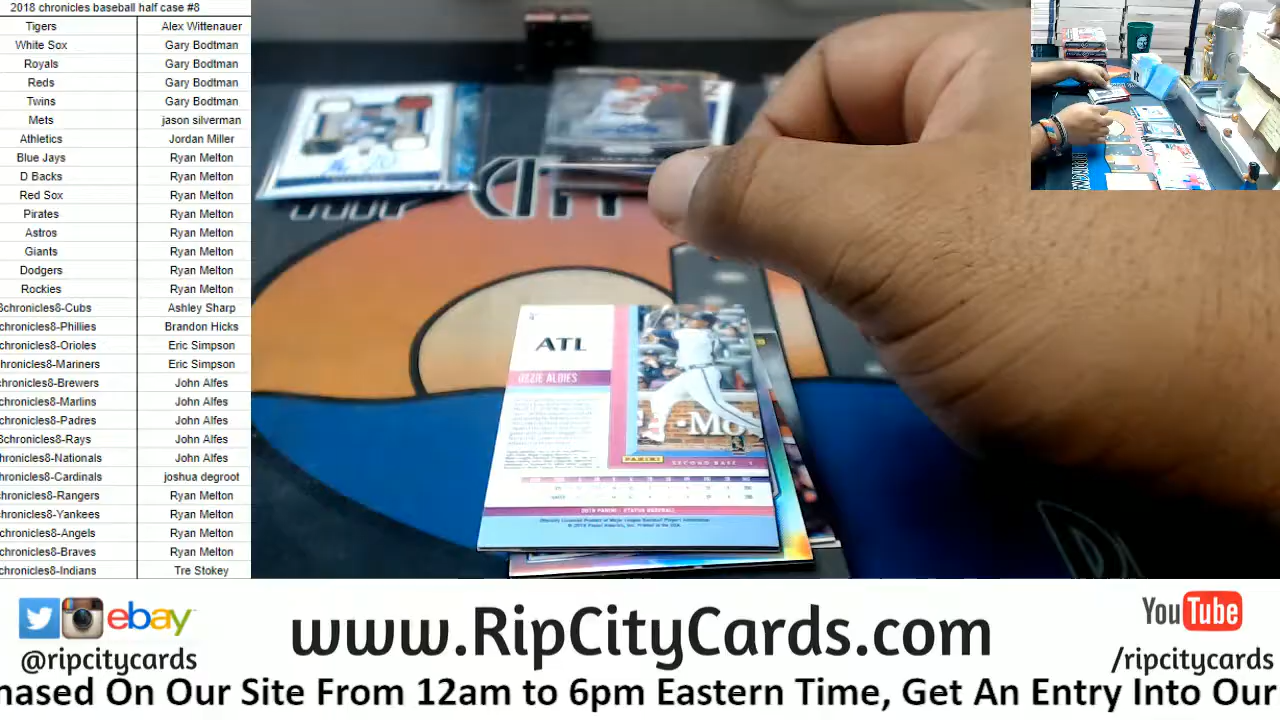 2018 chronicles baseball half case #8
Tigers Alex Wittenauer
White Sox Gary Bodtman
Royals Gary Bodtman
Reds Gary Bodtman
Twins Gary Bodtman
Mets jason silverman
Athletics Jordan Miller
Blue Jays Ryan Melton
D Backs Ryan Melton
Red Sox Ryan Melton
Pirates Ryan Melton
Astros Ryan Melton
Giants Ryan Melton
Dodgers Ryan Melton
Rockies Ryan Melton
chronicles8-Cubs Ashley Sharp
chronicles8-Phillies Brandon Hicks
chronicles8-Orioles Eric Simpson
chronicles8-Mariners Eric Simpson
chronicles8-Brewers John Alfes
chronicles8-Marlins John Alfes
chronicles8-Padres John Alfes
chronicles8-Rays John Alfes
chronicles8-Nationals John Alfes
chronicles8-Cardinals joshua degroot
chronicles8-Rangers Ryan Melton
chronicles8-Yankees Ryan Melton
chronicles8-Angels Ryan Melton
chronicles8-Braves Ryan Melton
chronicles8-Indians Tre Stokey
ATL
OZZIE ALBIES
PANINI
SECOND BASE
ebay
@ripcitycards
www.RipCityCards.com
YouTube
/ripcitycards
hased On Our Site From 12am to 6pm Eastern Time, Get An Entry Into Our